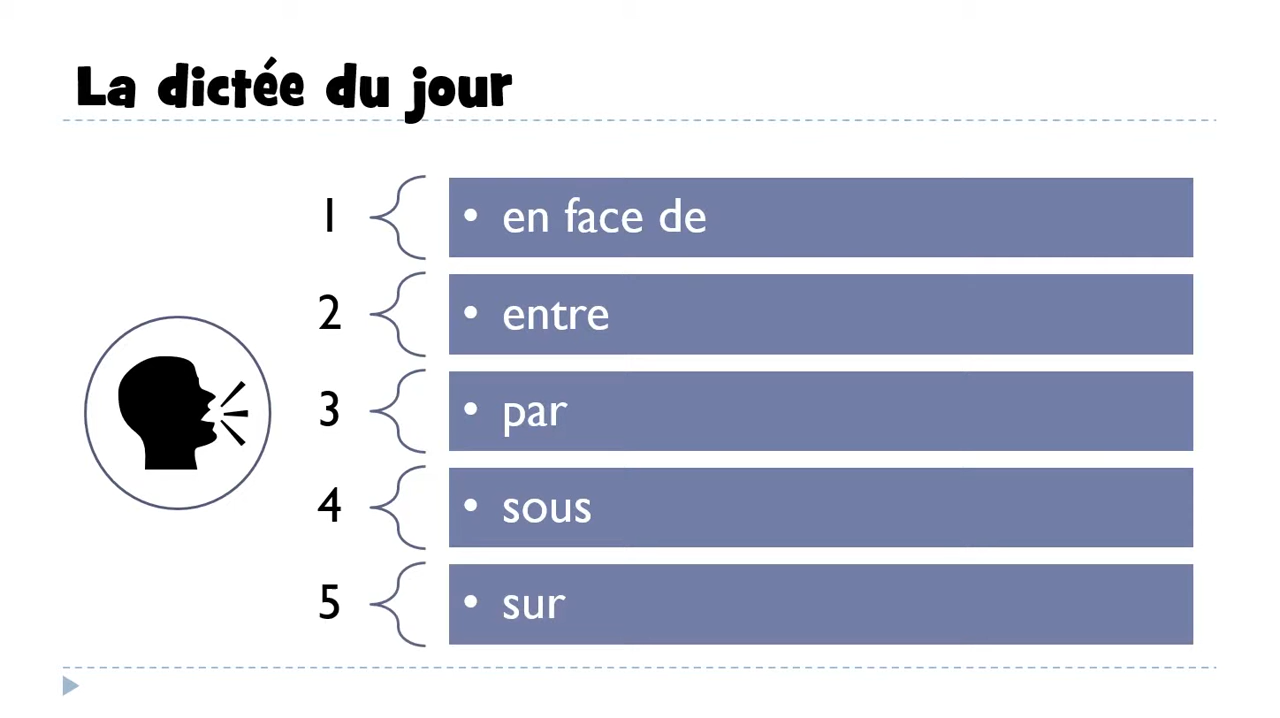 La dictée du jour
1
• en face de
2
• entre
3
• par
4
• sous
5
• sur